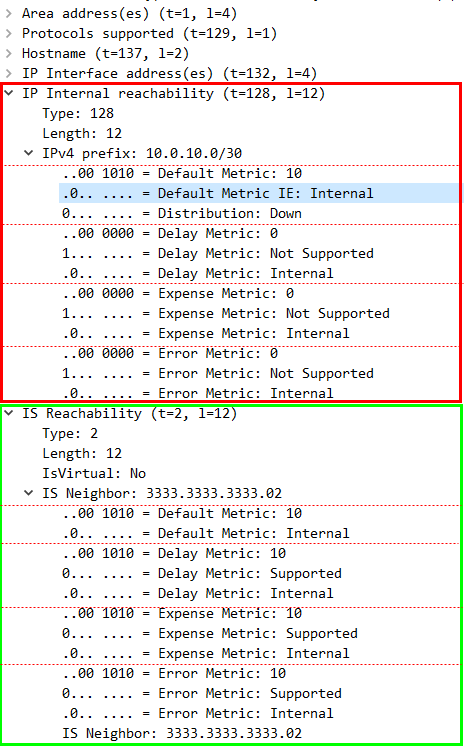 Area address(es) (t=1, l=4)
Protocols supported (t=129, l=1)
Hostname (t=137, l=2)
IP Interface address(es) (t=132, l=4)
IP Internal reachability (t=128, l=12)
Type: 128
Length: 12
IPv4 prefix: 10.0.10.0/30
..00 1010 = Default Metric: 10
.0.. .... = Default Metric IE: Internal
0... .... = Distribution: Down
..00 0000 = Delay Metric: 0
1... .... = Delay Metric: Not Supported
.0.. .... = Delay Metric: Internal
..00 0000 = Expense Metric: 0
1... .... = Expense Metric: Not Supported
.0.. .... = Expense Metric: Internal
..00 0000 = Error Metric: 0
1... .... = Error Metric: Not Supported
.0.. .... = Error Metric: Internal
IS Reachability (t=2, l=12)
Type: 2
Length: 12
IsVirtual: No
IS Neighbor: 3333.3333.3333.02
..00 1010 = Default Metric: 10
.0.. .... = Default Metric: Internal
..00 1010 = Delay Metric: 10
0... .... = Delay Metric: Supported
.0.. .... = Delay Metric: Internal
..00 1010 = Expense Metric: 10
0... .... = Expense Metric: Supported
.0.. .... = Expense Metric: Internal
..00 1010 = Error Metric: 10
0... .... = Error Metric: Supported
.0.. .... = Error Metric: Internal
IS Neighbor: 3333.3333.3333.02